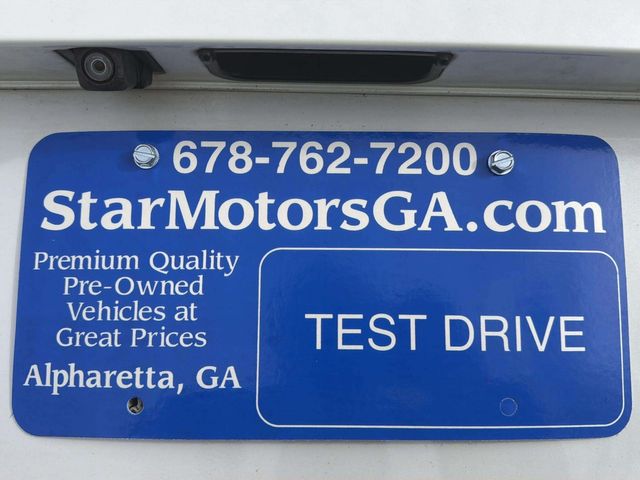 678-762-7200
StarMotorsGA.com
Premium Quality
Pre-Owned
Vehicles at
Great Prices
Alpharetta, GA
TEST DRIVE